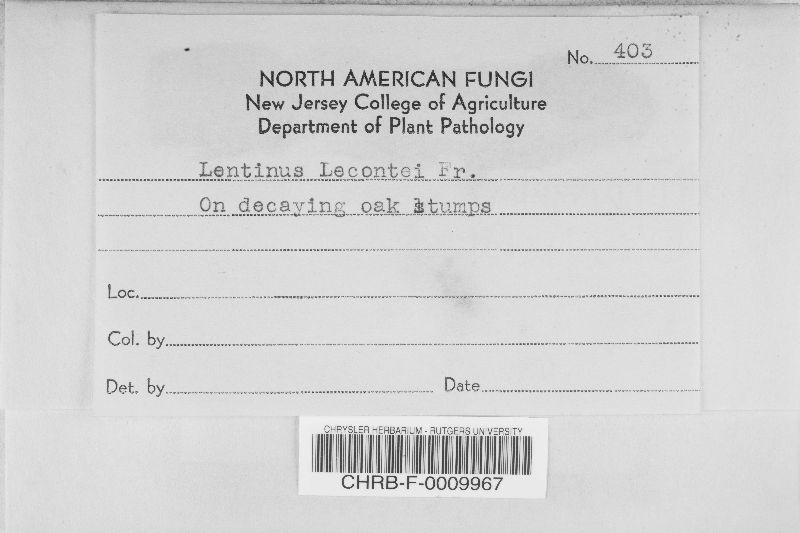 No. 403
NORTH AMERICAN FUNGI
New Jersey College of Agriculture
Department of Plant Pathology
Lentinus Lecontei Fr.
On decaying oak stumps
Loc.
Col. by
Det. by Date
CHRYSLER HERBARIUM - RUTGERS UNIVERSITY
CHRB-F-0009967